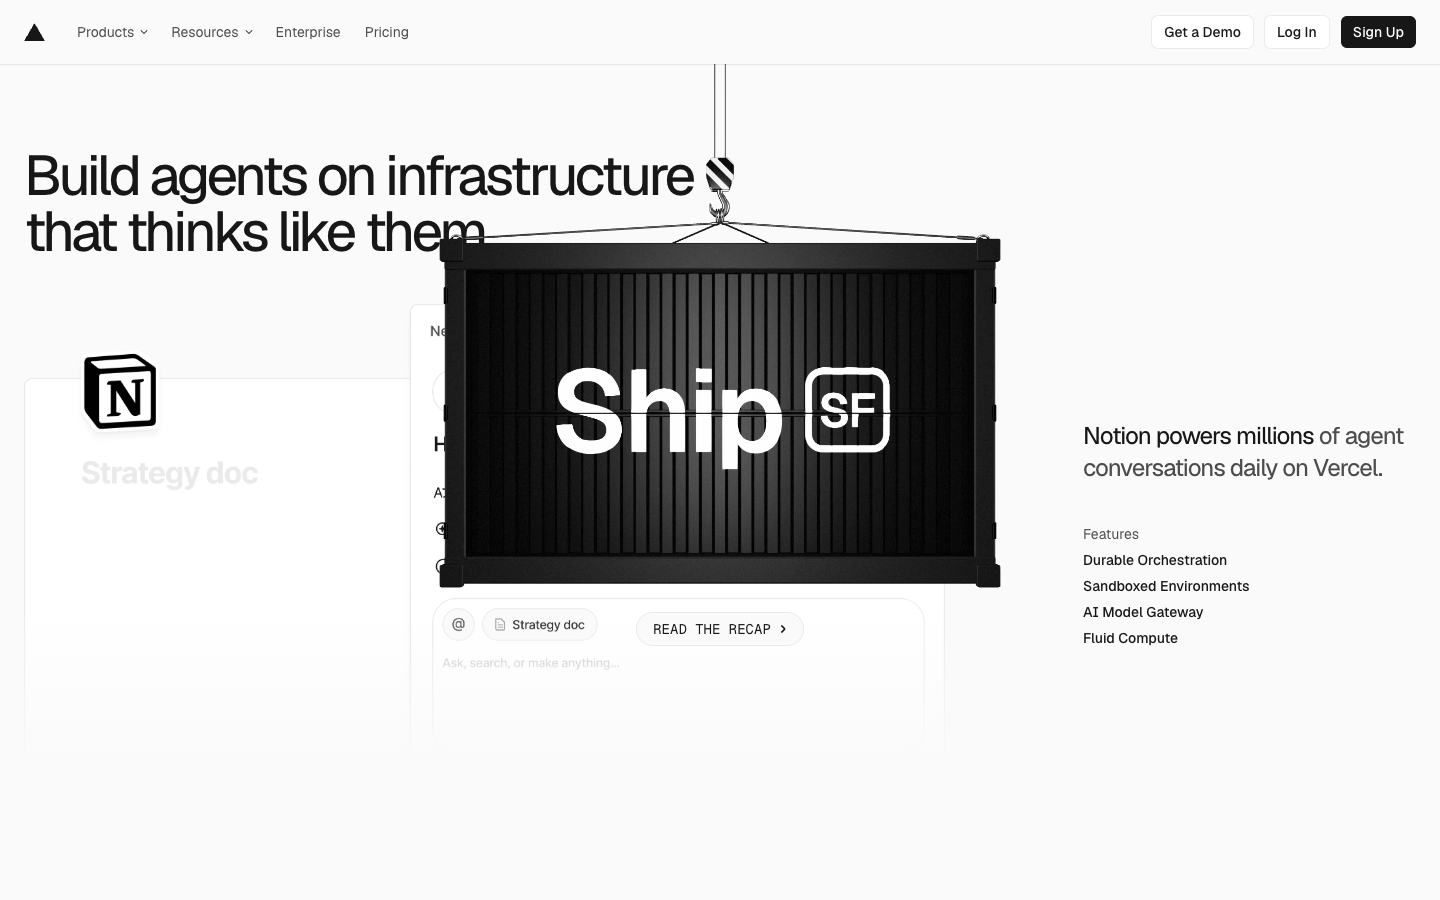 Products
Resources
Enterprise
Pricing
Get a Demo
Log In
Sign Up
Build agents on infrastructure
that thinks like them
N
Strategy doc
Ship SF
@
Strategy doc
READ THE RECAP
Ask, search, or make anything...
Notion powers millions of agent
conversations daily on Vercel.
Features
Durable Orchestration
Sandboxed Environments
AI Model Gateway
Fluid Compute